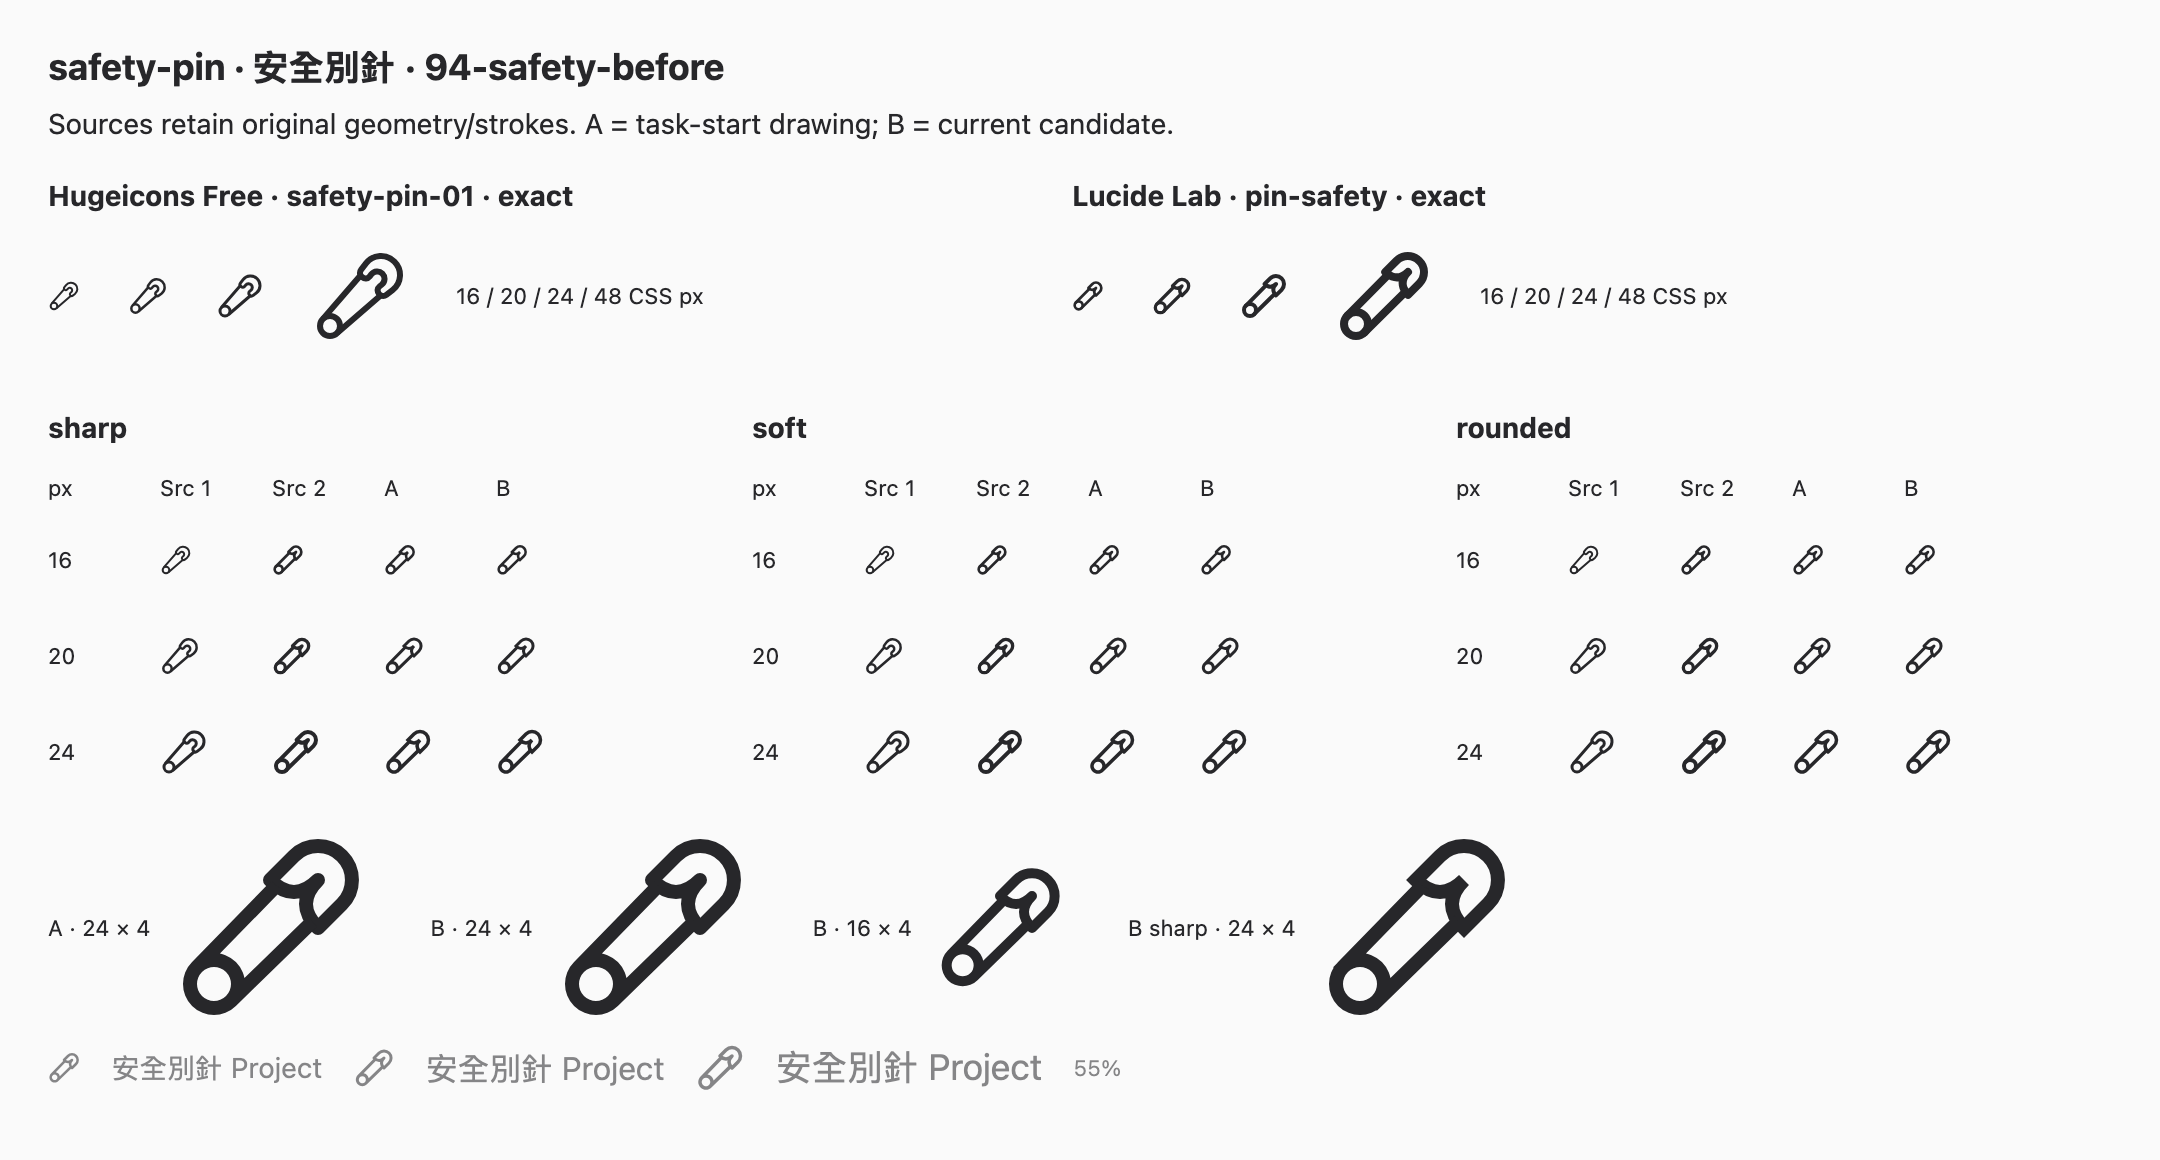 safety-pin · 安全別針 · 94-safety-before
Sources retain original geometry/strokes. A = task-start drawing; B = current candidate.
Hugeicons Free · safety-pin-01 · exact
16 / 20 / 24 / 48 CSS px
Lucide Lab · pin-safety · exact
16 / 20 / 24 / 48 CSS px
sharp
px Src 1 Src 2 A B
16
20
24
soft
px Src 1 Src 2 A B
16
20
24
rounded
px Src 1 Src 2 A B
16
20
24
A · 24 × 4 B · 24 × 4 B · 16 × 4 B sharp · 24 × 4
安全別針 Project 安全別針 Project 安全別針 Project 55%